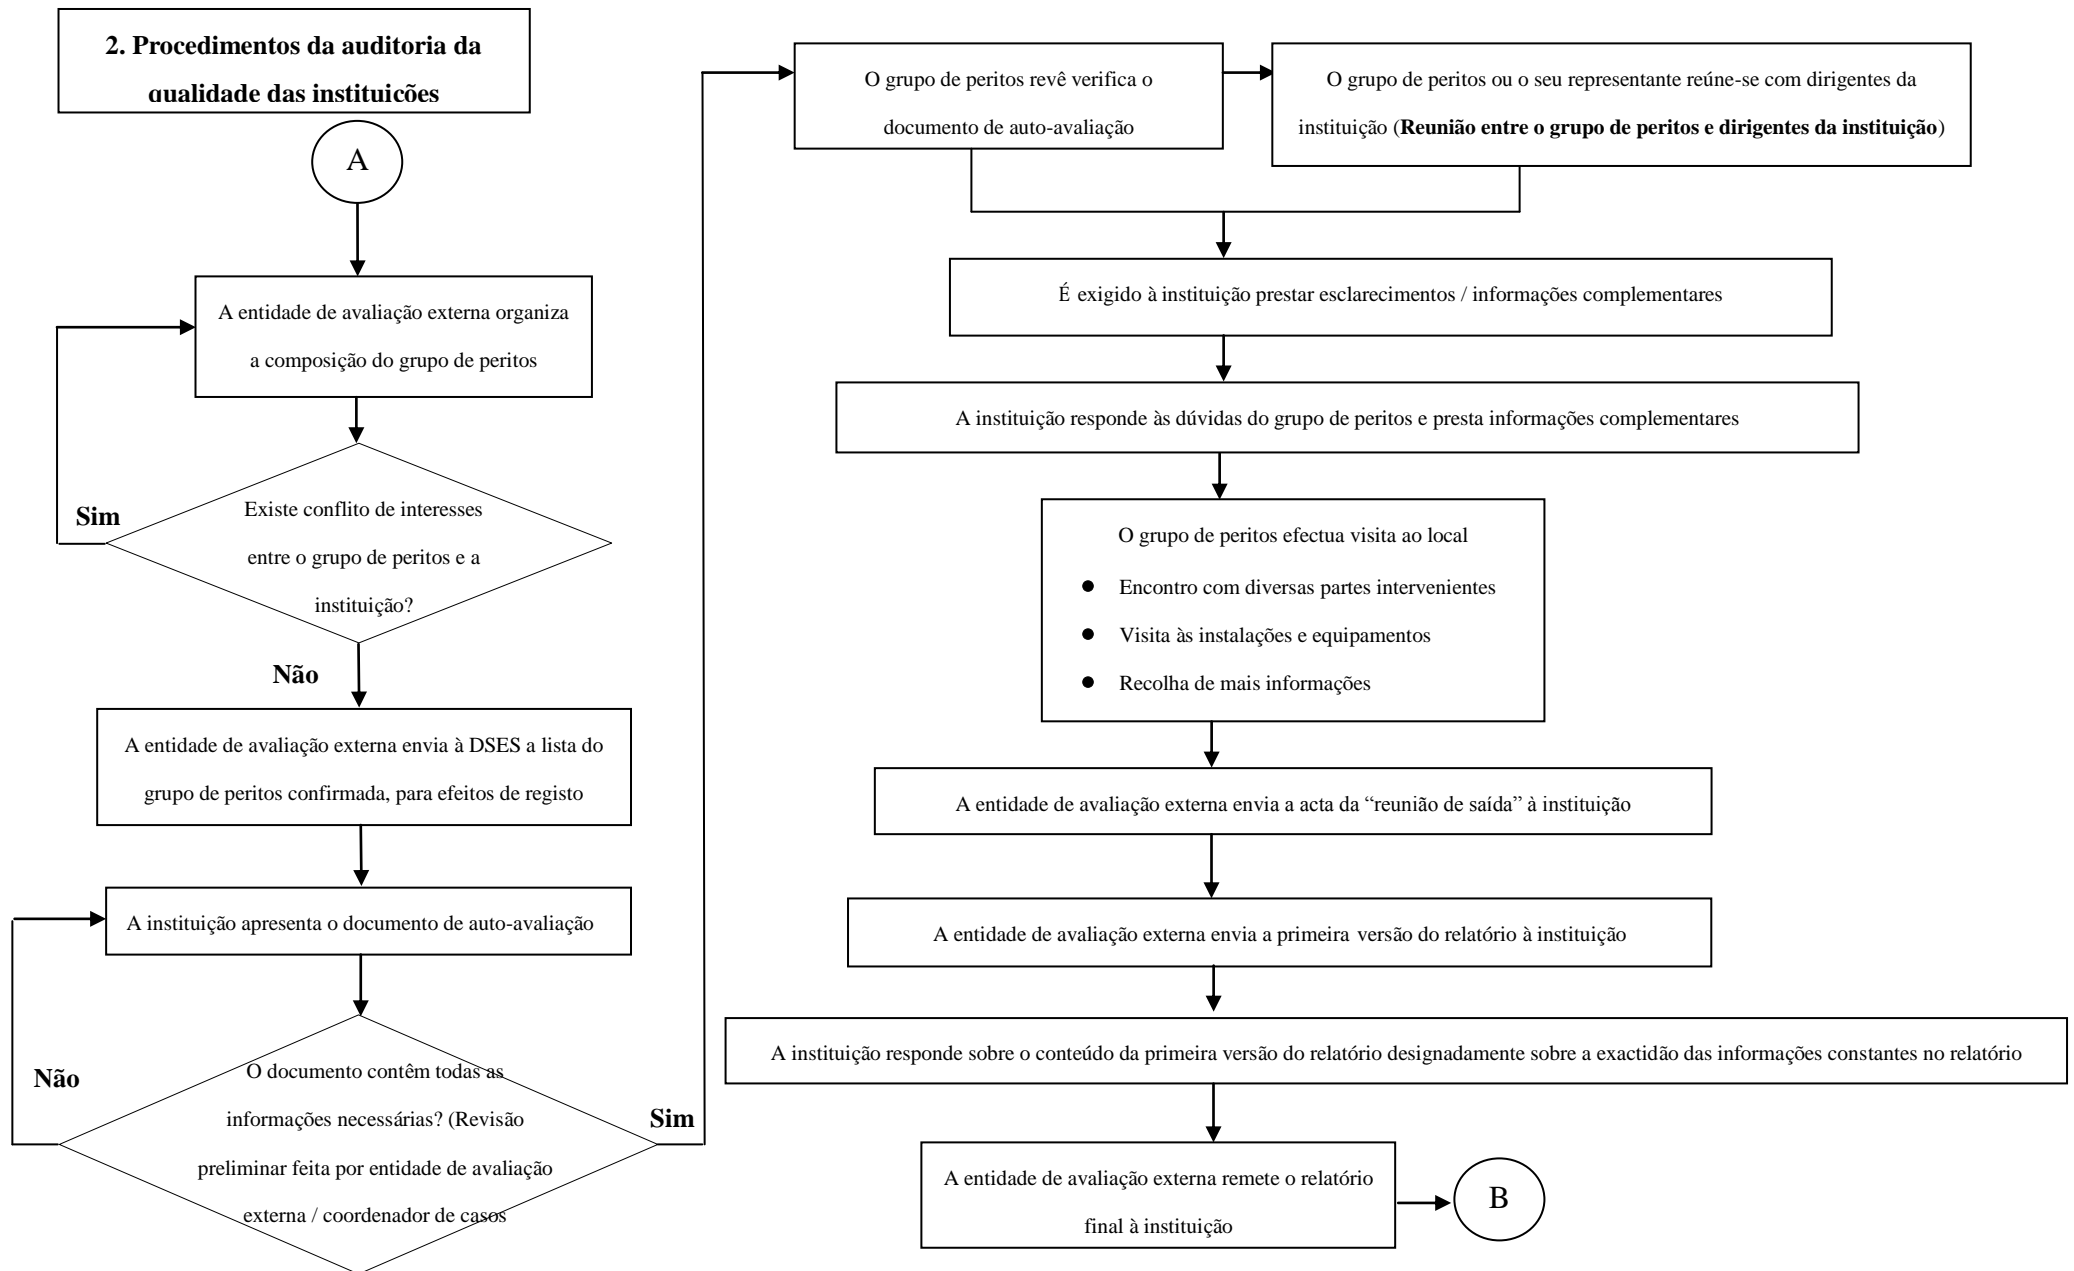 2. Procedimentos da auditoria da
qualidade das instituições
A
A entidade de avaliação externa organiza
a composição do grupo de peritos
Sim
Existe conflito de interesses
entre o grupo de peritos e a
instituição?
Não
A entidade de avaliação externa envia à DSES a lista do
grupo de peritos confirmada, para efeitos de registo
A instituição apresenta o documento de auto-avaliação
Não
O documento contêm todas as
informações necessárias? (Revisão
preliminar feita por entidade de avaliação
externa / coordenador de casos
Sim
O grupo de peritos revê verifica o
documento de auto-avaliação
O grupo de peritos ou o seu representante reúne-se com dirigentes da
instituição (Reunião entre o grupo de peritos e dirigentes da instituição)
É exigido à instituição prestar esclarecimentos / informações complementares
A instituição responde às dúvidas do grupo de peritos e presta informações complementares
O grupo de peritos efectua visita ao local
● Encontro com diversas partes intervenientes
● Visita às instalações e equipamentos
● Recolha de mais informações
A entidade de avaliação externa envia a acta da “reunião de saída” à instituição
A entidade de avaliação externa envia a primeira versão do relatório à instituição
A instituição responde sobre o conteúdo da primeira versão do relatório designadamente sobre a exactidão das informações constantes no relatório
A entidade de avaliação externa remete o relatório
final à instituição
B